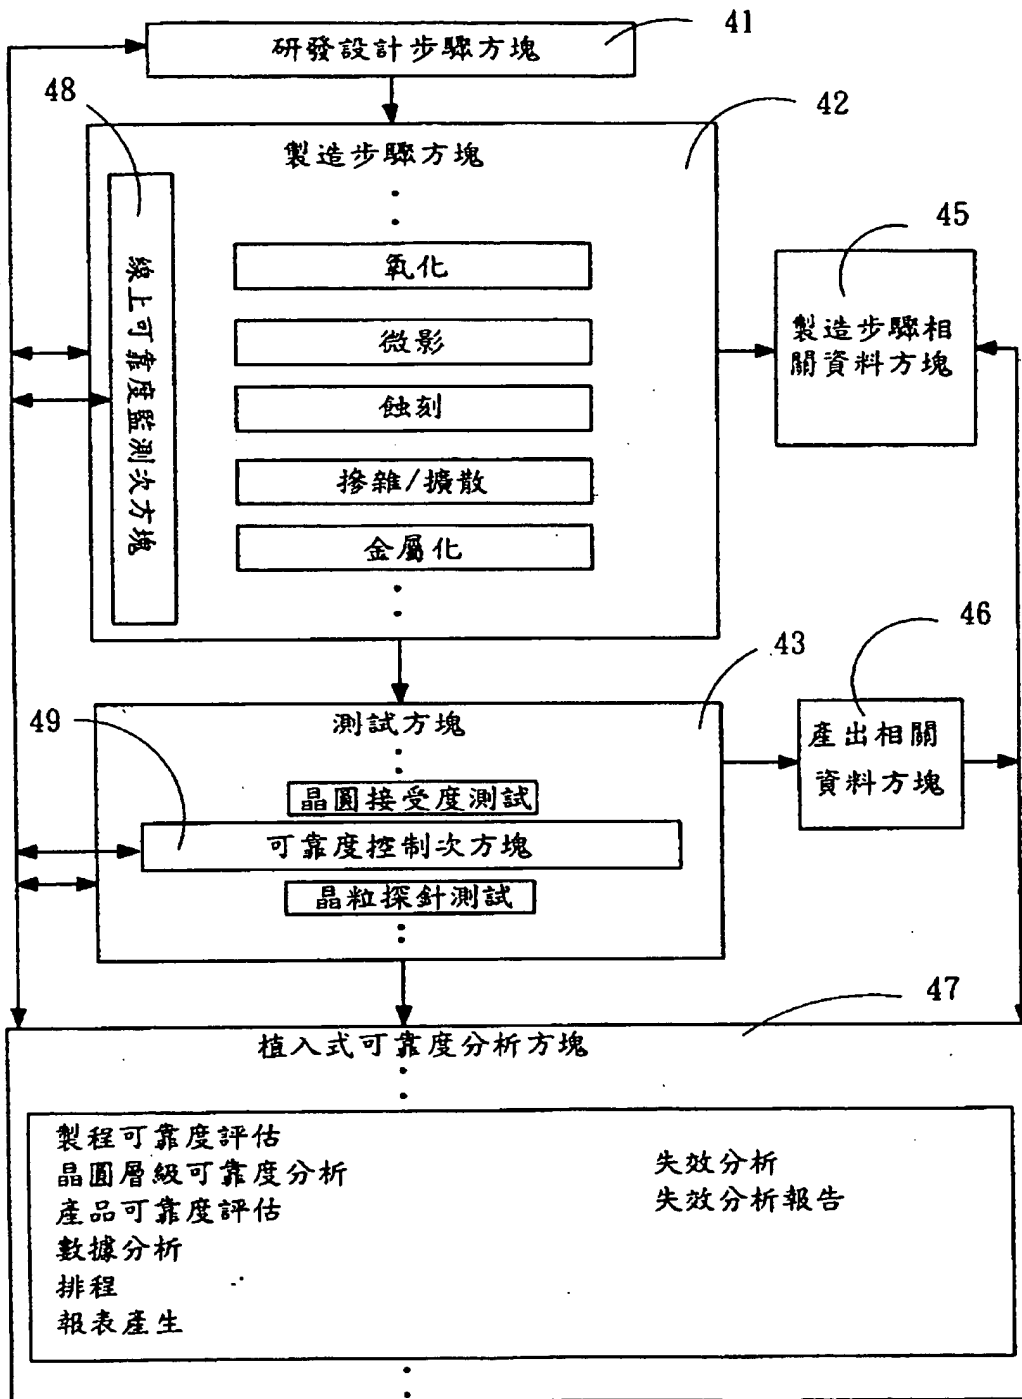 研發設計步驟方塊
41
48
42
製造步驟方塊
線上可靠度監測次方塊
氧化
微影
蝕刻
摻雜/擴散
金屬化
45
製造步驟相
關資料方塊
43
49
測試方塊
晶圓接受度測試
可靠度控制次方塊
晶粒探針測試
46
產出相關
資料方塊
47
植入式可靠度分析方塊
製程可靠度評估
晶圓層級可靠度分析
產品可靠度評估
數據分析
排程
報表產生
失效分析
失效分析報告